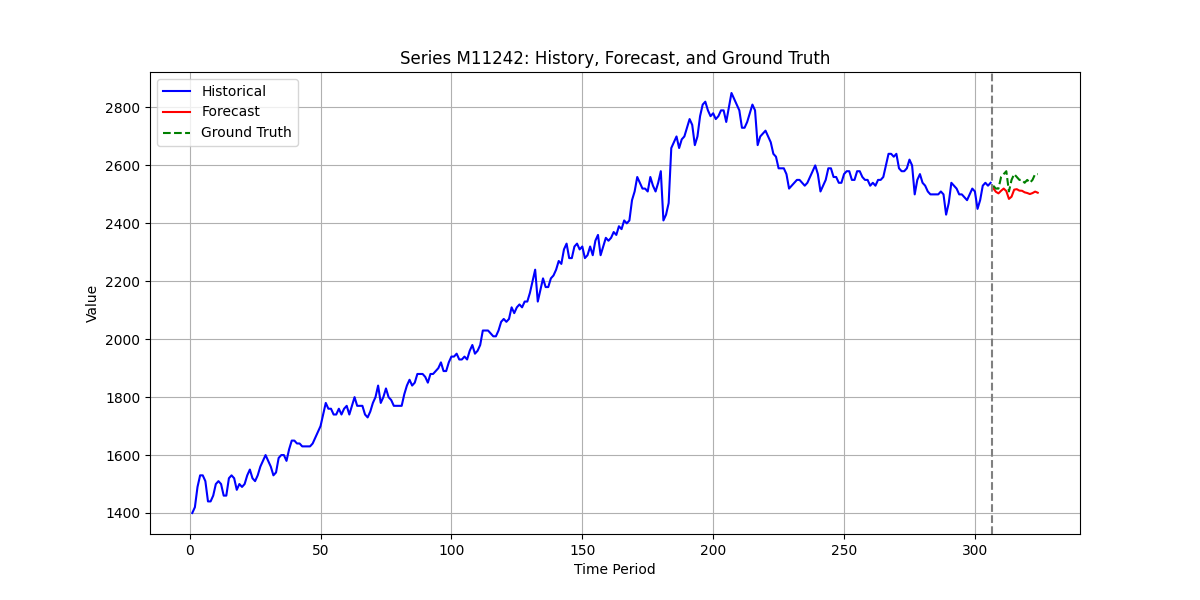 Series M11242: History, Forecast, and Ground Truth
Historical
Forecast
Ground Truth
2800
2600
2400
2200
2000
1800
1600
1400
Value
0
50
100
150
200
250
300
Time Period